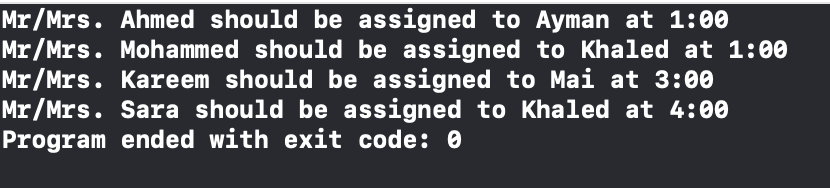 Mr/Mrs. Ahmed should be assigned to Ayman at 1:00
Mr/Mrs. Mohammed should be assigned to Khaled at 1:00
Mr/Mrs. Kareem should be assigned to Mai at 3:00
Mr/Mrs. Sara should be assigned to Khaled at 4:00
Program ended with exit code: 0